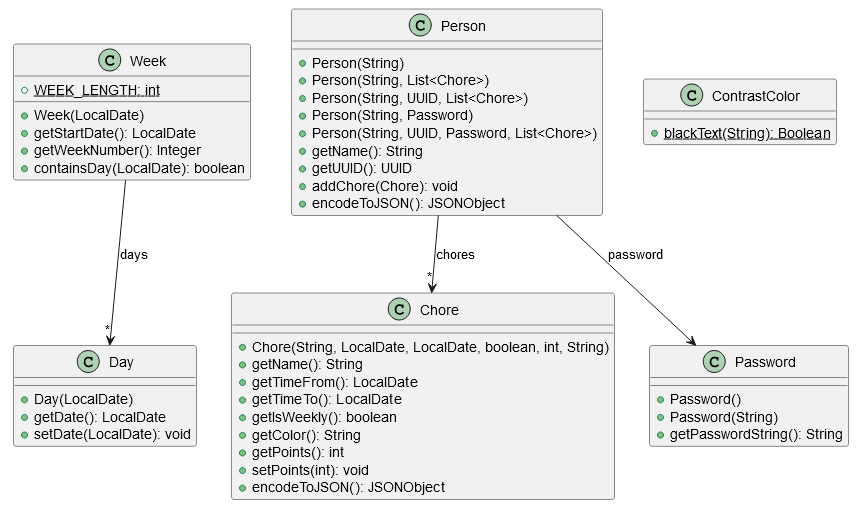 C Week
WEEK_LENGTH: int
Week(LocalDate)
getStartDate(): LocalDate
getWeekNumber(): Integer
containsDay(LocalDate): boolean
C Person
Person(String)
Person(String, List<Chore>)
Person(String, UUID, List<Chore>)
Person(String, Password)
Person(String, UUID, Password, List<Chore>)
getName(): String
getUUID(): UUID
addChore(Chore): void
encodeToJSON(): JSONObject
C ContrastColor
blackText(String): Boolean
days
*
chores
*
password
C Day
Day(LocalDate)
getDate(): LocalDate
setDate(LocalDate): void
C Chore
Chore(String, LocalDate, LocalDate, boolean, int, String)
getName(): String
getTimeFrom(): LocalDate
getTimeTo(): LocalDate
getIsWeekly(): boolean
getColor(): String
getPoints(): int
setPoints(int): void
encodeToJSON(): JSONObject
C Password
Password()
Password(String)
getPasswordString(): String